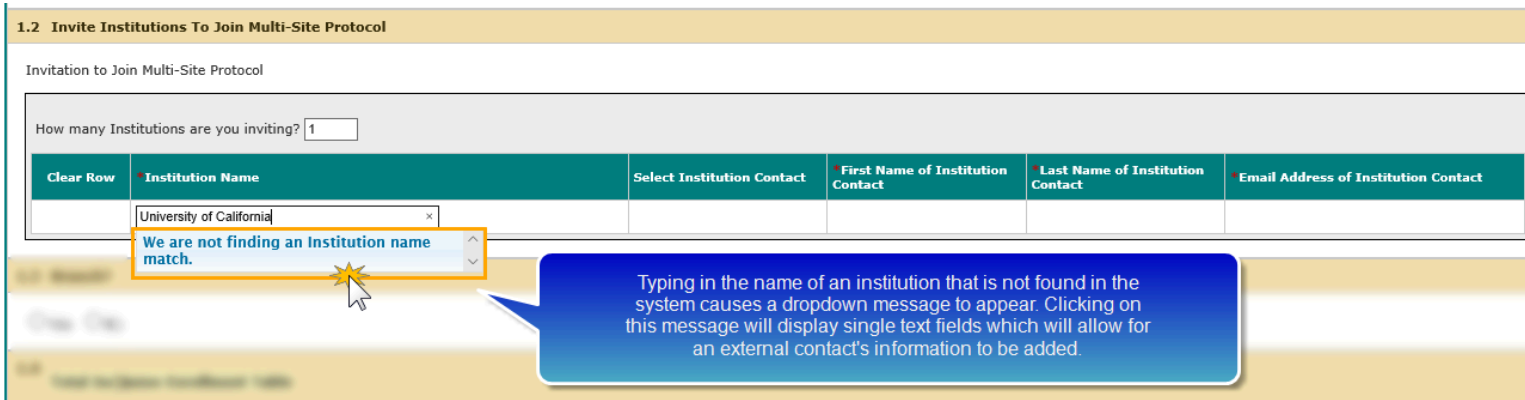 1.2 Invite Institutions To Join Multi-Site Protocol
Invitation to Join Multi-Site Protocol
How many Institutions are you inviting? 1
Clear Row
*Institution Name
Select Institution Contact
*First Name of Institution
Contact
*Last Name of Institution
Contact
*Email Address of Institution Contact
University of California ×
We are not finding an Institution name
match.
Typing in the name of an institution that is not found in the
system causes a dropdown message to appear. Clicking on
this message will display single text fields which will allow for
an external contact's information to be added.